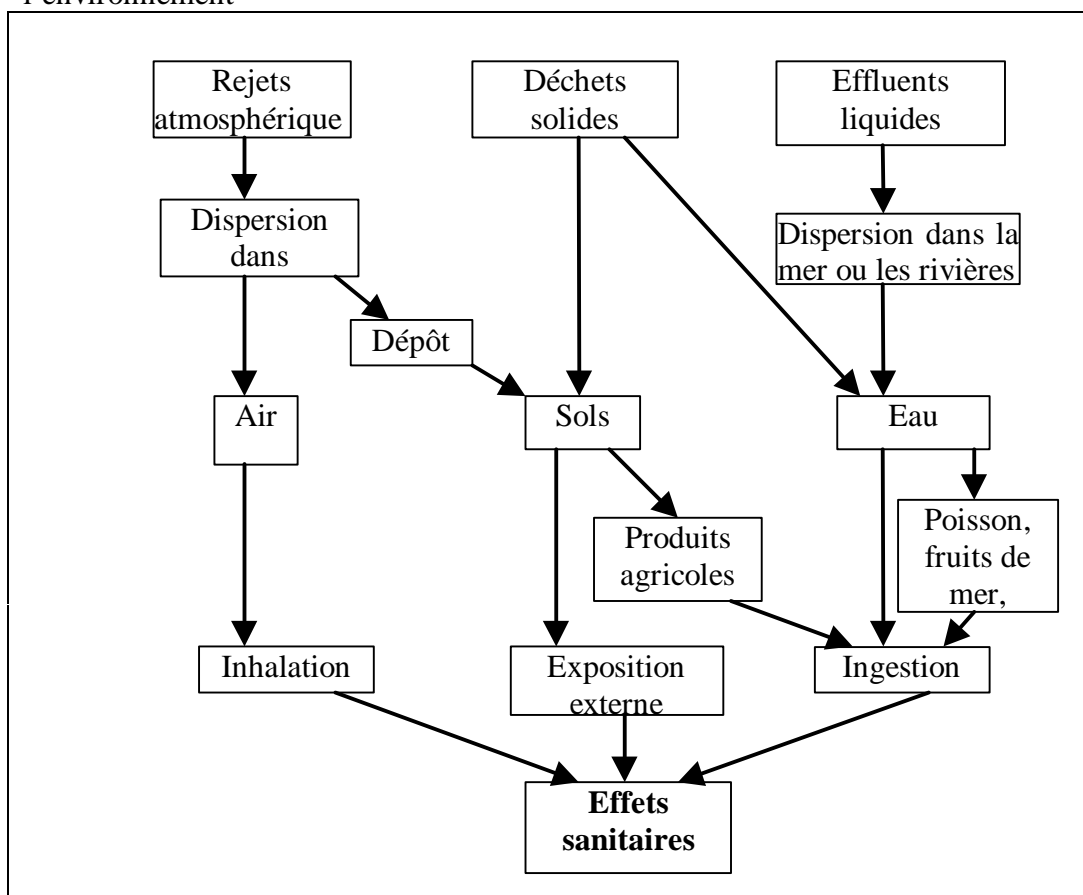 l'environnement
Rejets
atmosphérique
Déchets
solides
Effluents
liquides
Dispersion
dans
Dispersion dans la
mer ou les rivières
Dépôt
Air
Sols
Eau
Produits
agricoles
Poisson,
fruits de
mer,
Inhalation
Exposition
externe
Ingestion
Effets
sanitaires